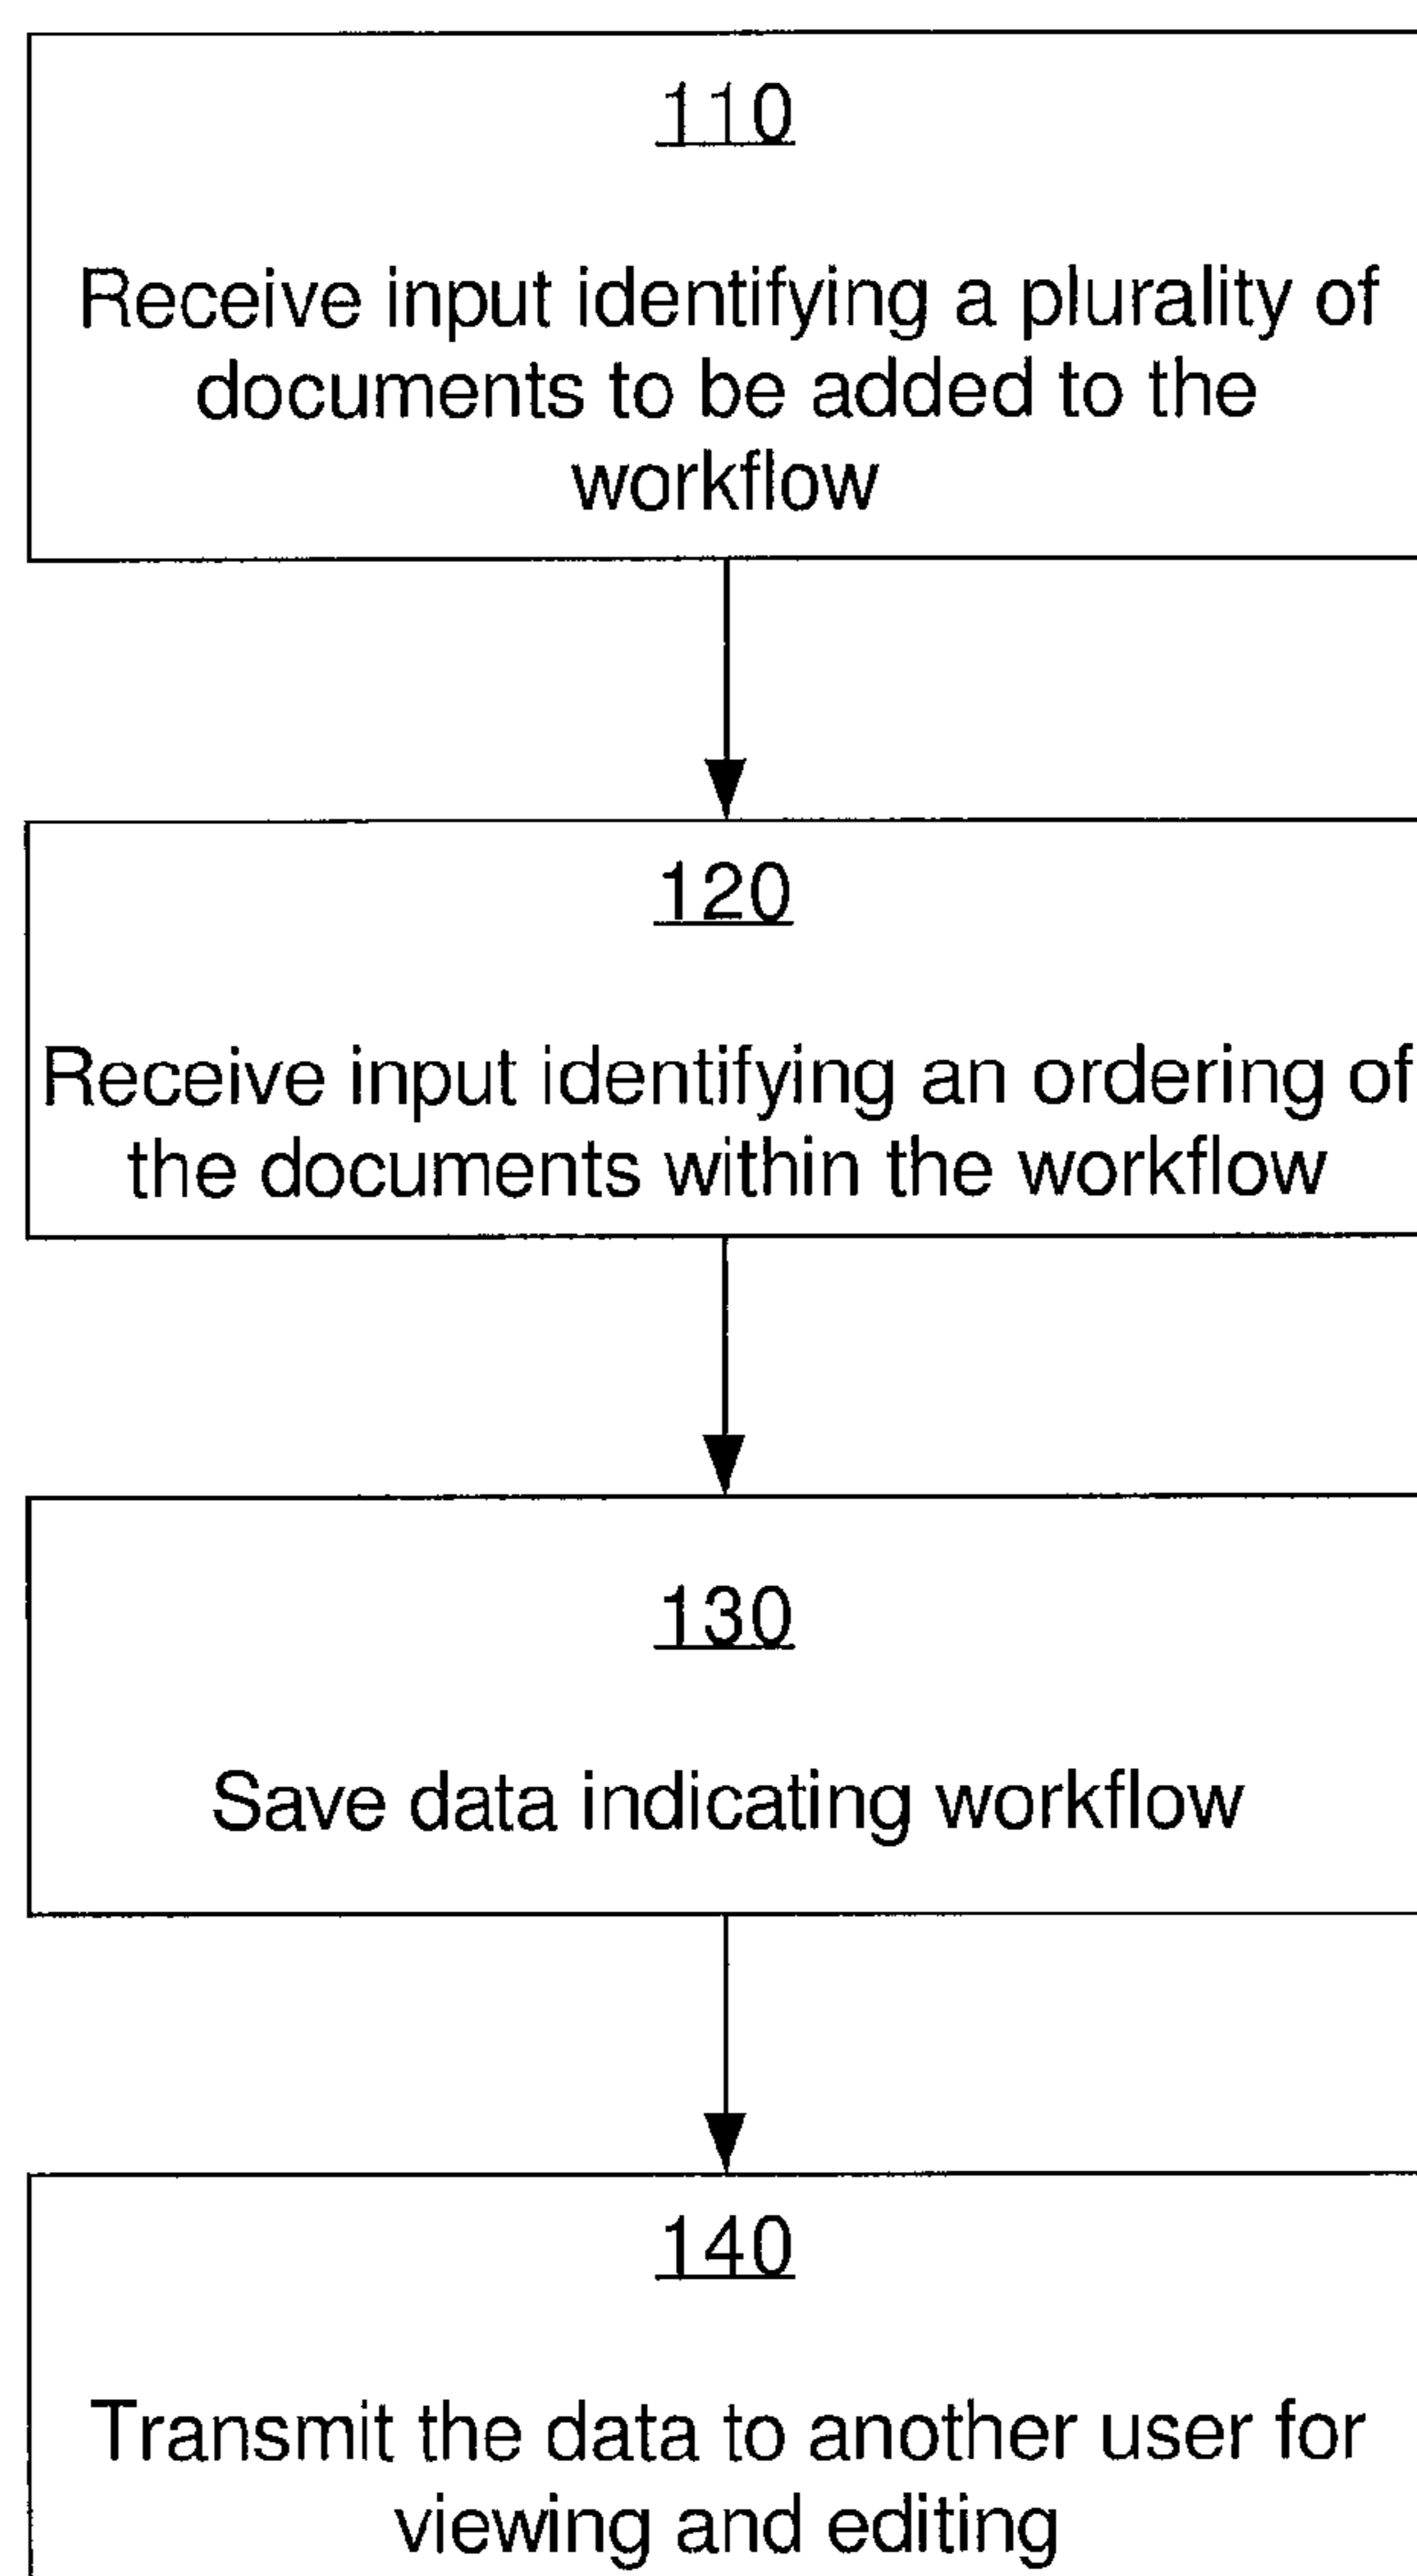 110
Receive input identifying a plurality of
documents to be added to the
workflow
120
Receive input identifying an ordering of
the documents within the workflow
130
Save data indicating workflow
140
Transmit the data to another user for
viewing and editing